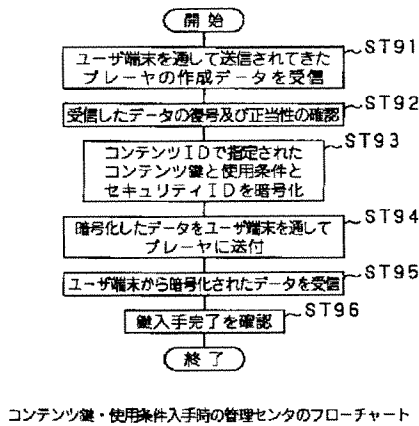 開始
ユーザ端末を通して送信されてきた
プレーヤの作成データを受信
ST91
受信したデータの復号及び正当性の確認
ST92
コンテンツIDで指定された
コンテンツ鍵と使用条件と
セキュリティIDを暗号化
ST93
暗号化したデータをユーザ端末を通して
プレーヤに送付
ST94
ユーザ端末から暗号化されたデータを受信
ST95
鍵入手完了を確認
ST96
終了
コンテンツ鍵・使用条件入手時の管理センタのフローチャート